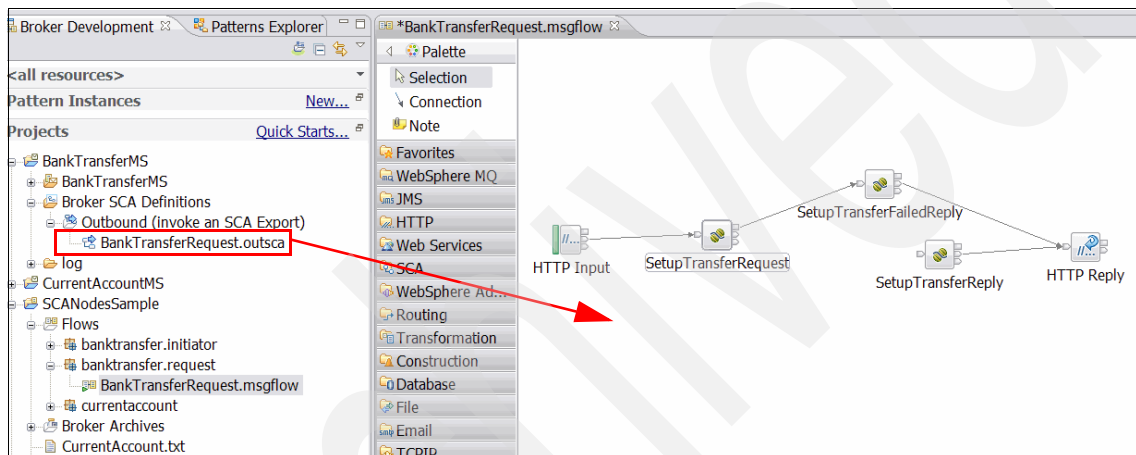 Broker Development
Patterns Explorer
<all resources>
Pattern Instances
New...
Projects
Quick Starts...
BankTransferMS
BankTransferMS
Broker SCA Definitions
Outbound (invoke an SCA Export)
BankTransferRequest.outsca
log
CurrentAccountMS
SCANodesSample
Flows
banktransfer.initiator
banktransfer.request
BankTransferRequest.msgflow
currentaccount
Broker Archives
CurrentAccount.txt
*BankTransferRequest.msgflow
Palette
Selection
Connection
Note
Favorites
WebSphere MQ
JMS
HTTP
Web Services
SCA
WebSphere Ad...
Routing
Transformation
Construction
Database
File
Email
TCPIP
HTTP Input
SetupTransferRequest
SetupTransferFailedReply
SetupTransferReply
HTTP Reply